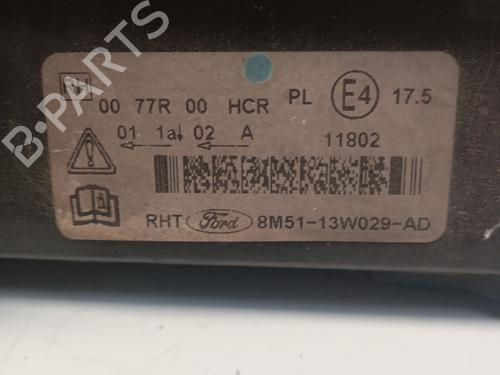 00 77R 00 HCR PL E4 17.5
01 1a 02 A 11802
RHT Ford 8M51-13W029-AD
B-PARTS